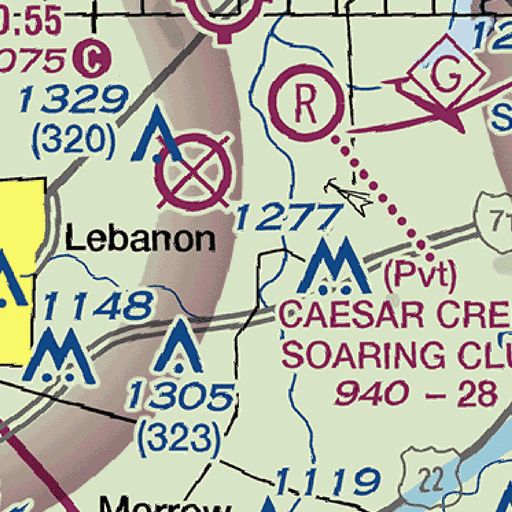 0:55
075 C
12
1329
(320)
R
G
S
1277
71
Lebanon
(Pvt)
CAESAR CRE
SOARING CLU
940 – 28
1148
1305
(323)
1119
22
Morrow